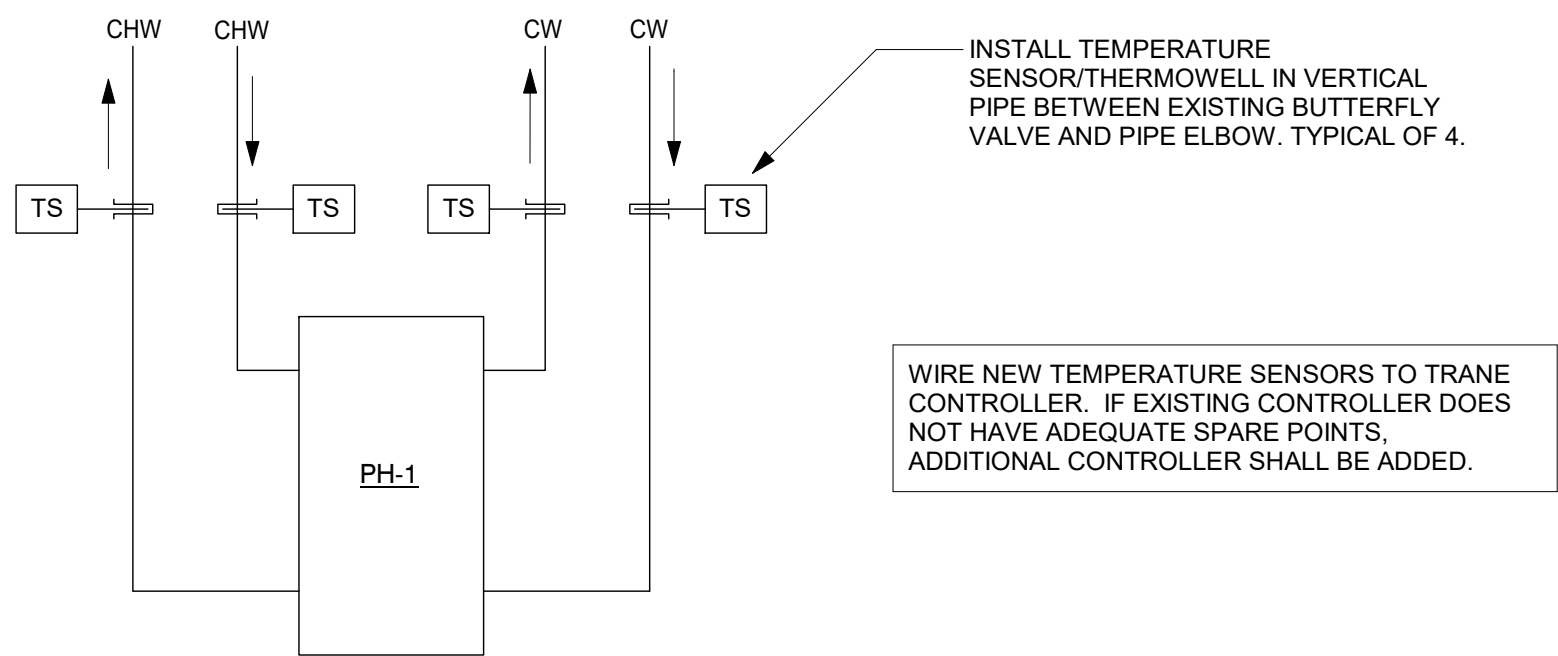 CHW
CHW
CW
CW
INSTALL TEMPERATURE
SENSOR/THERMOWELL IN VERTICAL
PIPE BETWEEN EXISTING BUTTERFLY
VALVE AND PIPE ELBOW. TYPICAL OF 4.
TS
TS
TS
TS
WIRE NEW TEMPERATURE SENSORS TO TRANE
CONTROLLER. IF EXISTING CONTROLLER DOES
NOT HAVE ADEQUATE SPARE POINTS,
ADDITIONAL CONTROLLER SHALL BE ADDED.
PH-1